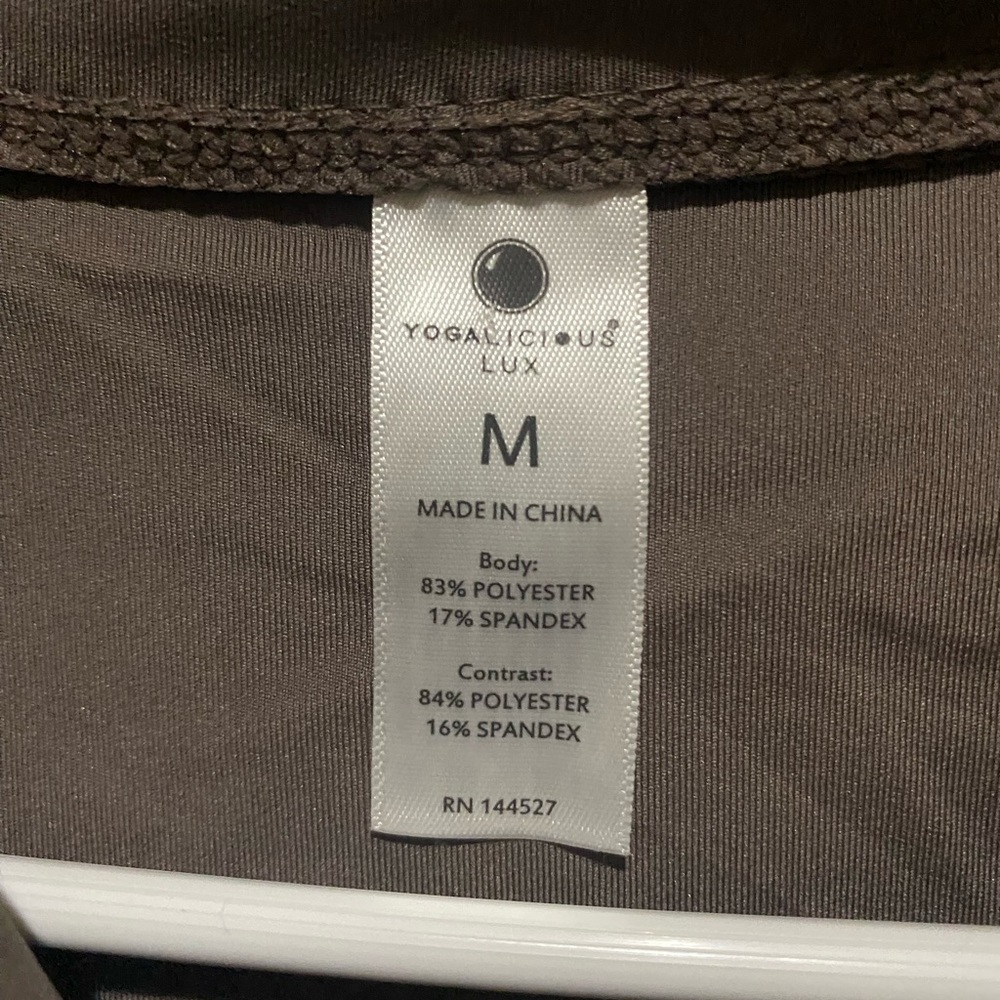 YOGALICIOUS®
LUX
M
MADE IN CHINA
Body:
83% POLYESTER
17% SPANDEX
Contrast:
84% POLYESTER
16% SPANDEX
RN 144527